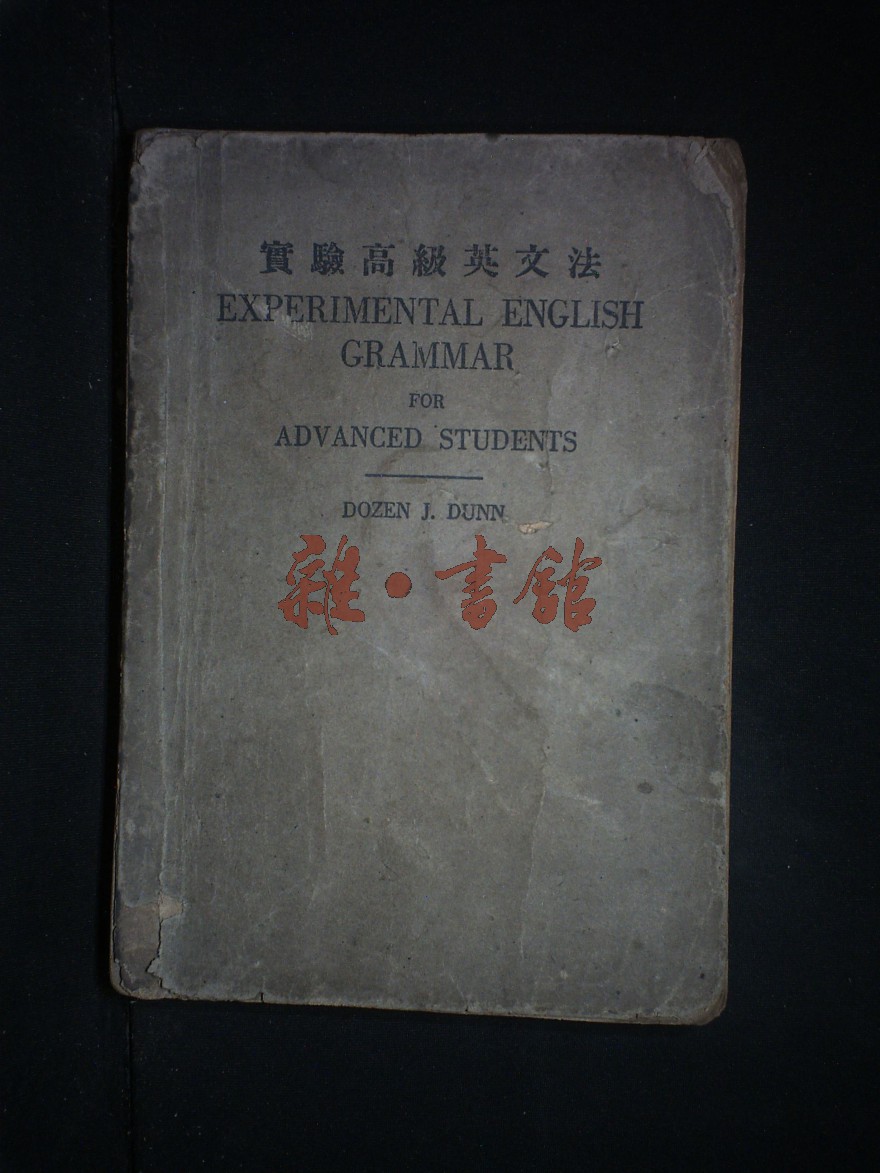 實驗高級英文法
EXPERIMENTAL ENGLISH
GRAMMAR
FOR
ADVANCED STUDENTS
DOZEN J. DUNN
雜·書館